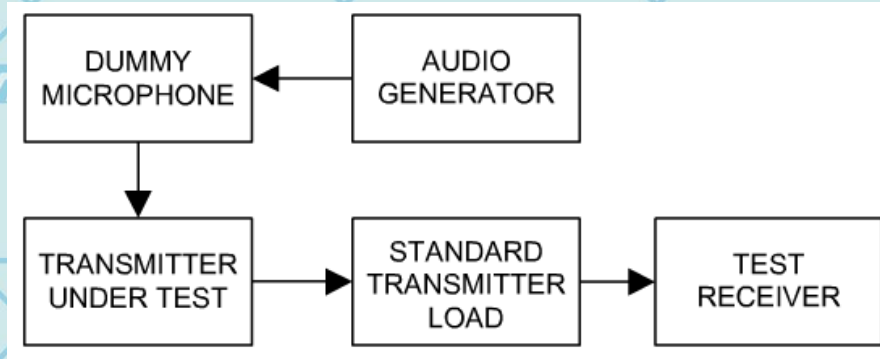 DUMMY
MICROPHONE
AUDIO
GENERATOR
TRANSMITTER
UNDER TEST
STANDARD
TRANSMITTER
LOAD
TEST
RECEIVER